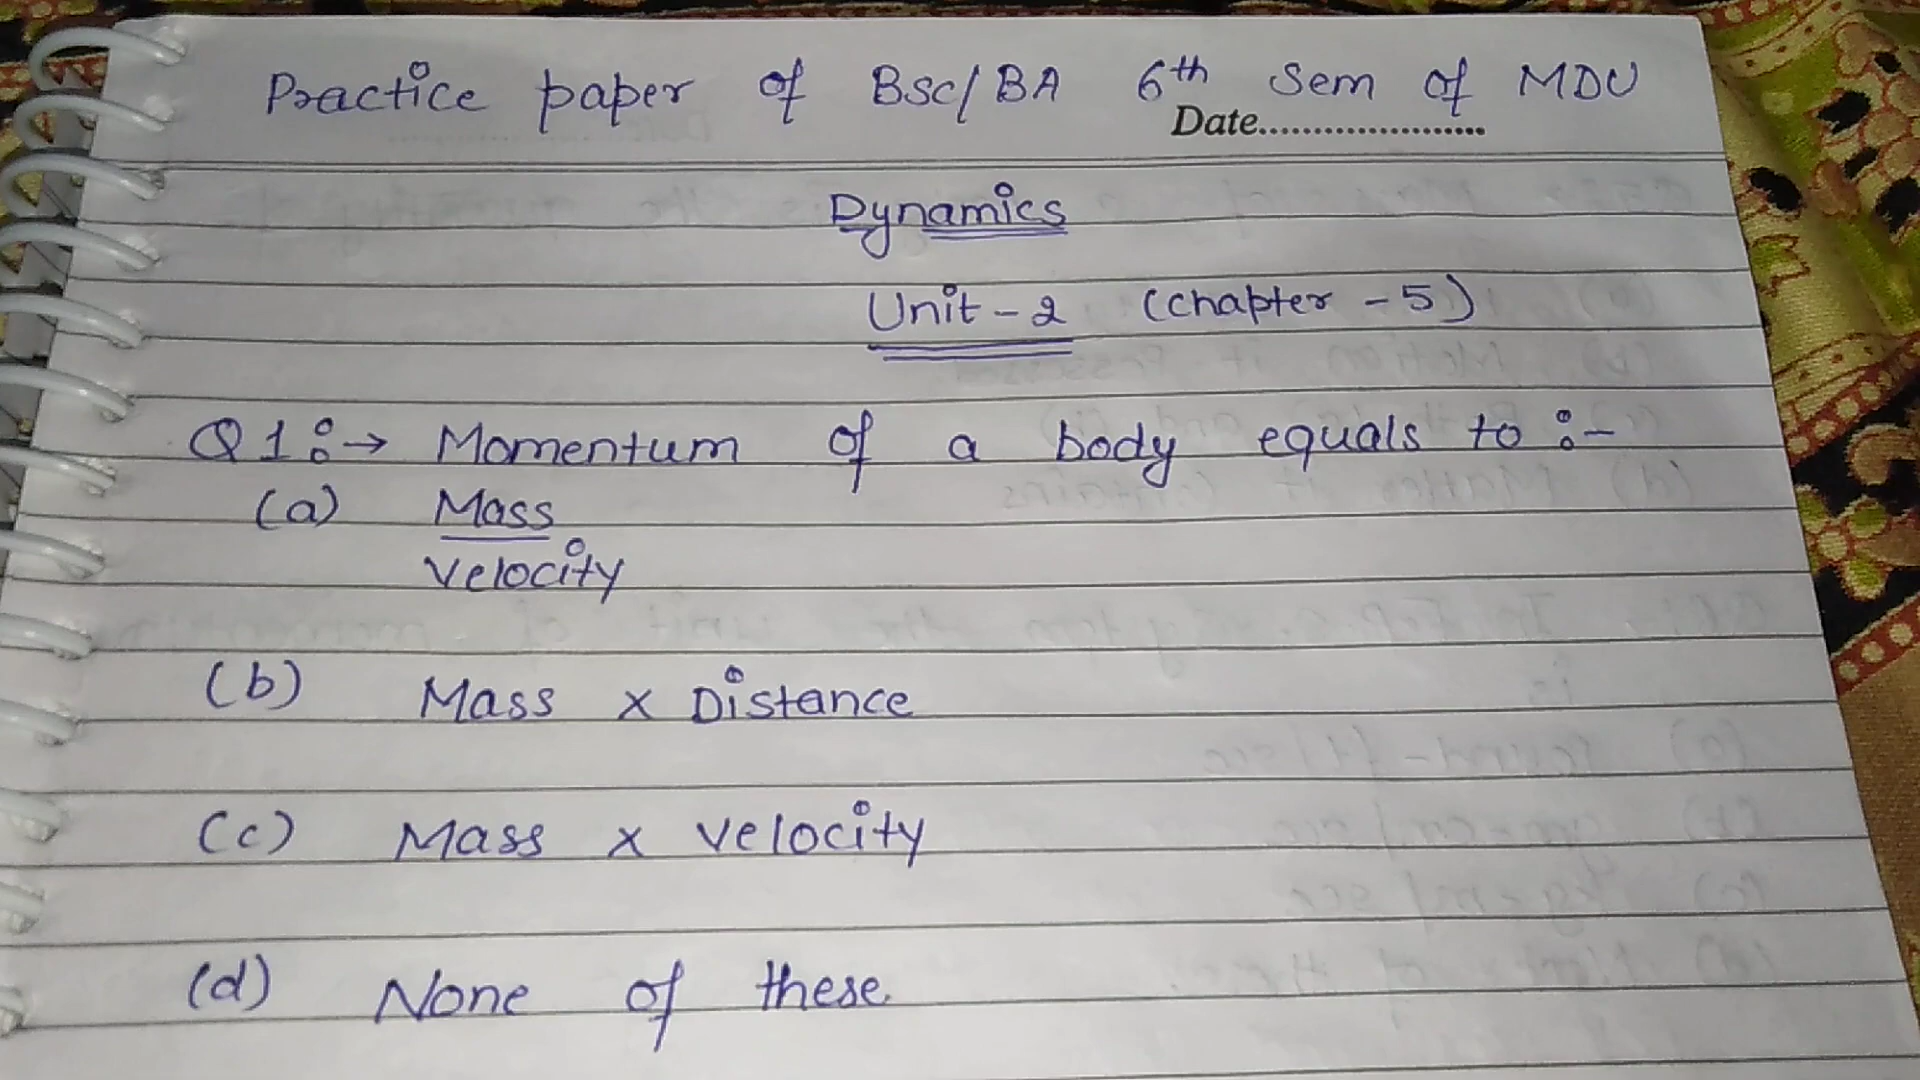 Practice paper of BSc/BA 6th Sem of MDU
Date......................
Dynamics
Unit-2 (Chapter-5)
Q1:→ Momentum of a body equals to :-
(a) Mass
Velocity
(b) Mass x Distance
(c) Mass x velocity
(d) None of these